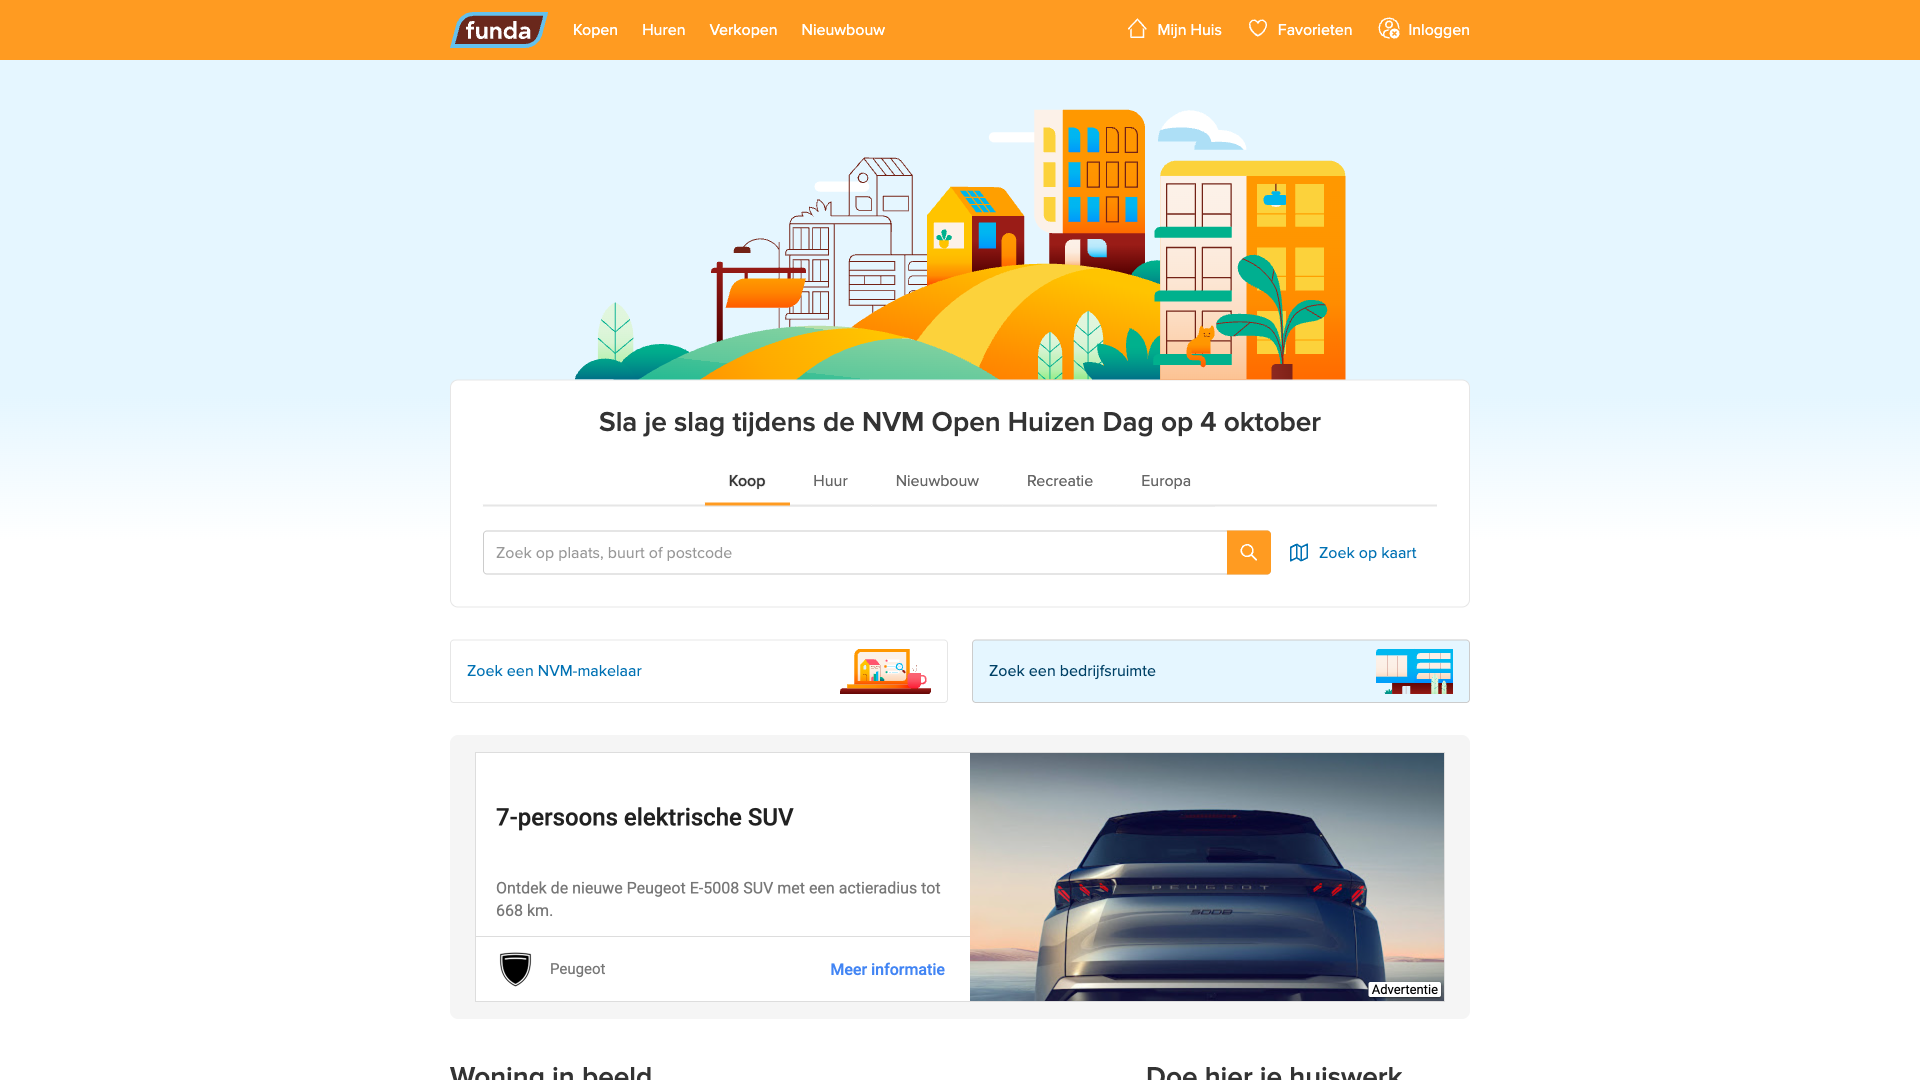 funda
Kopen
Huren
Verkopen
Nieuwbouw
Mijn Huis
Favorieten
Inloggen
Sla je slag tijdens de NVM Open Huizen Dag op 4 oktober
Koop
Huur
Nieuwbouw
Recreatie
Europa
Zoek op plaats, buurt of postcode
Zoek op kaart
Zoek een NVM-makelaar
Zoek een bedrijfsruimte
7-persoons elektrische SUV
Ontdek de nieuwe Peugeot E-5008 SUV met een actieradius tot
668 km.
Peugeot
Meer informatie
PEUGEOT
5008
Advertentie
Woning in beeld
Doe hier je huiswerk